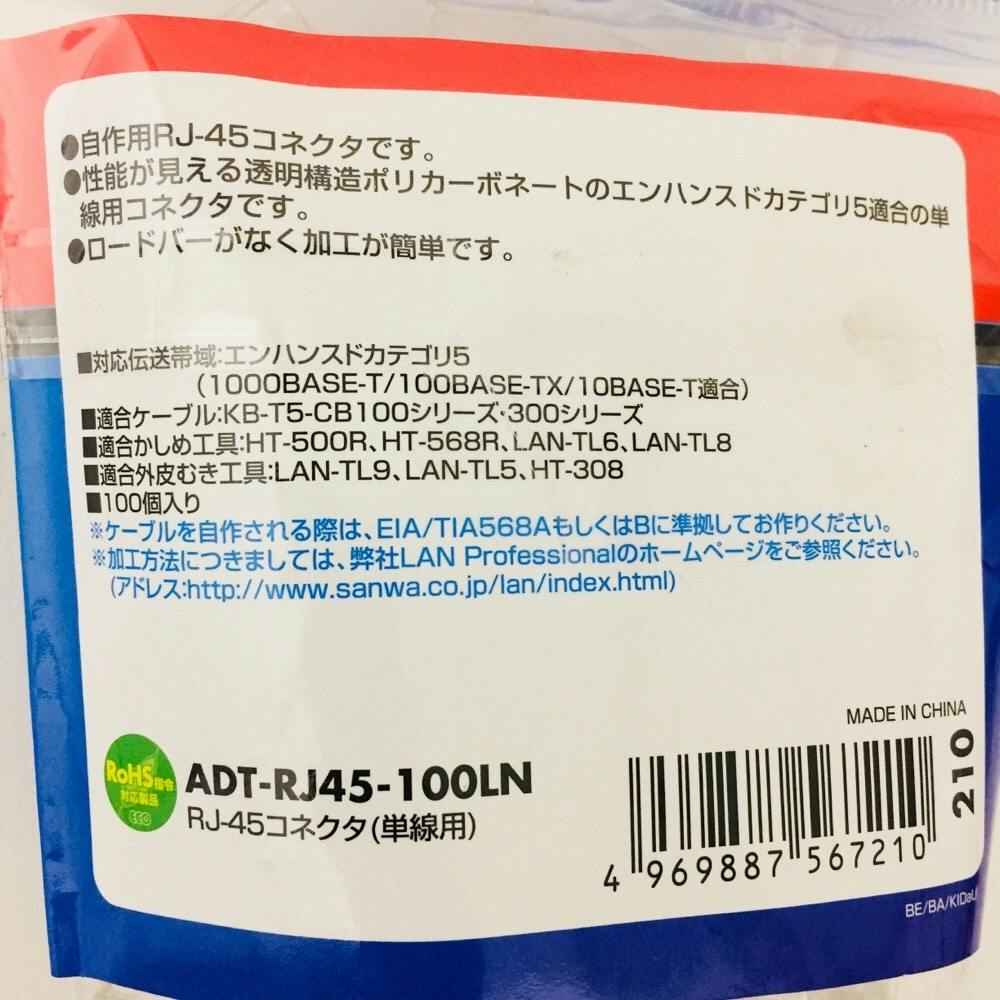 ●自作用RJ-45コネクタです。
●性能が見える透明構造ポリカーボネートのエンハンスドカテゴリ5適合の単
線用コネクタです。
●ロードバーがなく加工が簡単です。
■対応伝送帯域:エンハンスドカテゴリ5
(1000BASE-T/100BASE-TX/10BASE-T適合)
■適合ケーブル:KB-T5-CB100シリーズ・300シリーズ
■適合かしめ工具:HT-500R、HT-568R、LAN-TL6、LAN-TL8
■適合外皮むき工具:LAN-TL9、LAN-TL5、HT-308
■100個入り
※ケーブルを自作される際は、EIA/TIA568AもしくはBに準拠してお作りください。
※加工方法につきましては、弊社LAN Professionalのホームページをご参照ください。
(アドレス:http://www.sanwa.co.jp/lan/index.html)
MADE IN CHINA
210
RoHS指令
対応製品
ECO
ADT-RJ45-100LN
RJ-45コネクタ(単線用)
4 969887 567210
BE/BA/KIDaU